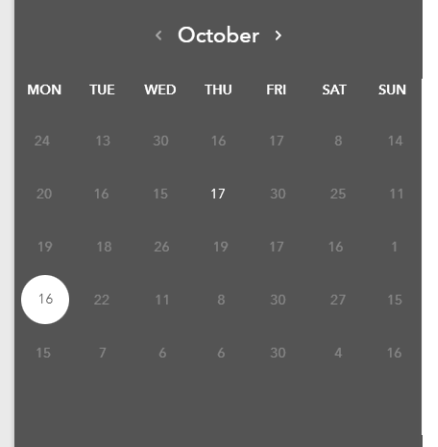 ‹ October ›
MON TUE WED THU FRI SAT SUN
24 13 30 16 17 8 14
20 16 15 17 30 25 11
19 18 26 19 17 16 1
16 22 11 8 30 27 15
15 7 6 6 30 4 16